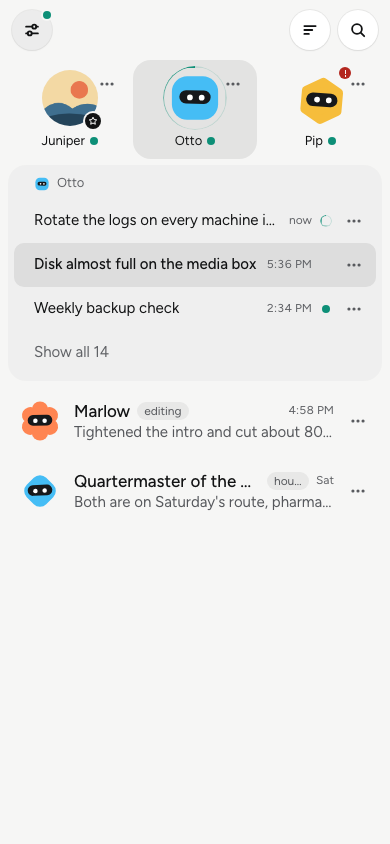 Juniper
Otto
Pip
Otto
Rotate the logs on every machine i... now
Disk almost full on the media box 5:36 PM
Weekly backup check 2:34 PM
Show all 14
Marlow editing 4:58 PM
Tightened the intro and cut about 80...
Quartermaster of the ... hou... Sat
Both are on Saturday's route, pharma...